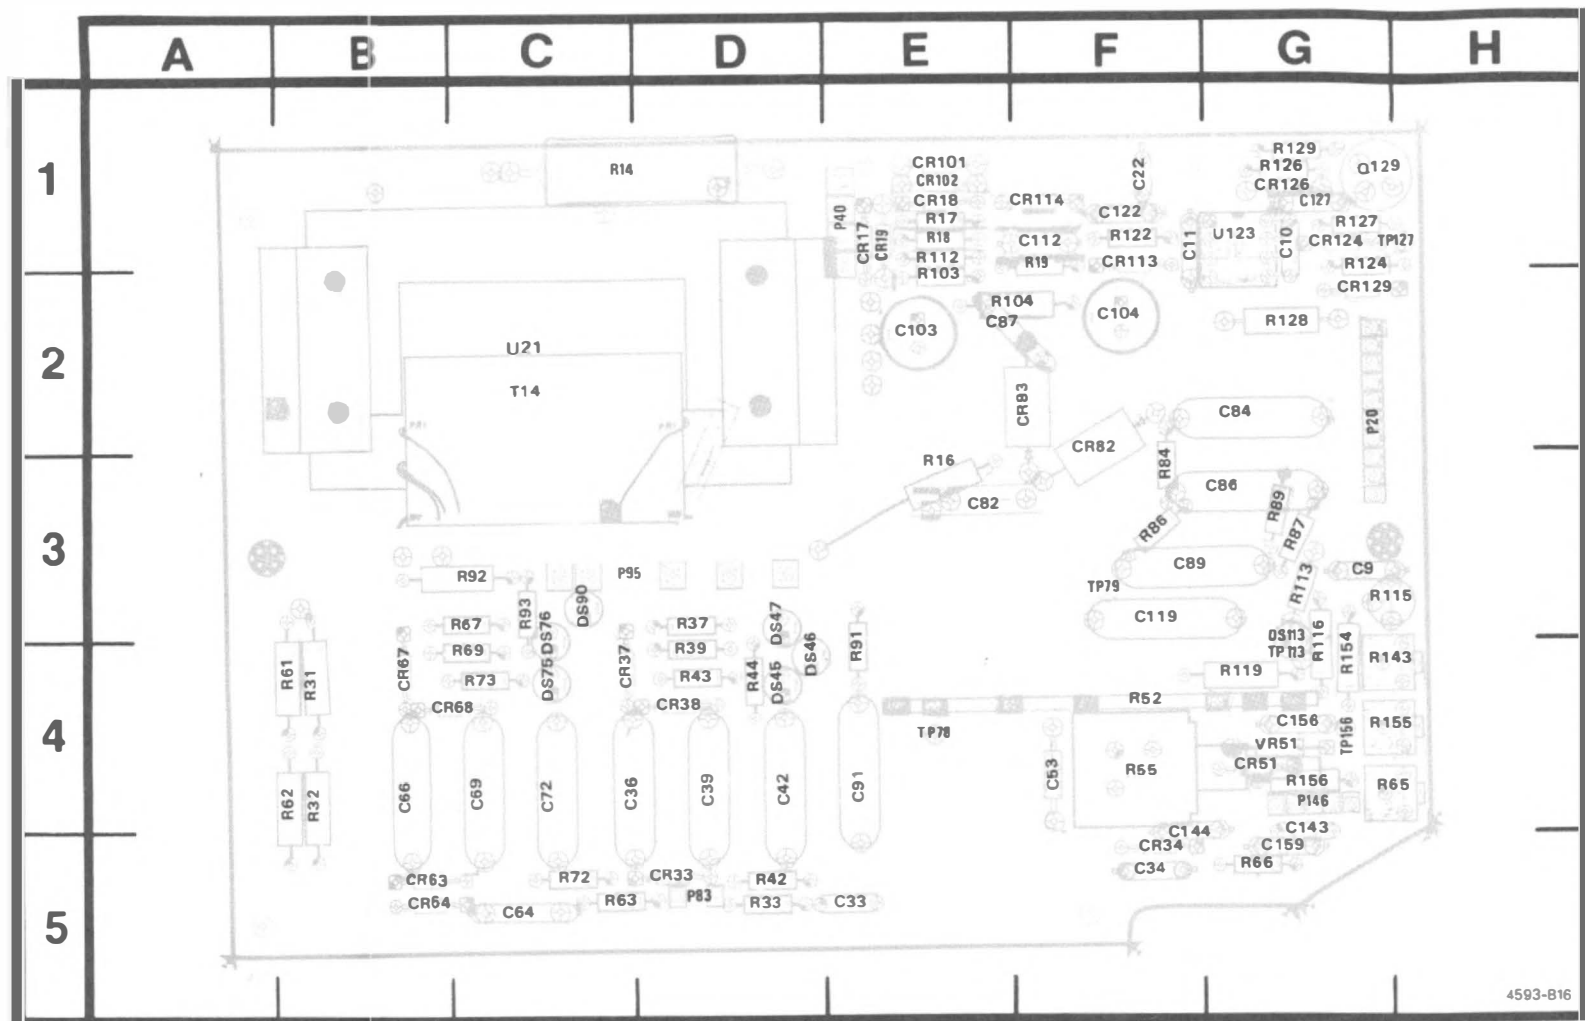 A B C D E F G H
1
R14
CR101
CR102
CR18
R17
R18
R112
R103
P40
CR17
CR19
CR114
C112
R19
C22
C122
R122
CR113
C11
U123
C10
R129
R126
CR126
C127
Q129
R127
CR124
TP127
R124
CR129
2
U21
T14
C103
R104
C87
C104
R128
CR83
CR82
C84
P20
R84
3
R16
C82
C86
R89
R87
R86
C89
C9
TP79
R113
R115
C119
R92
P95
R93
DS90
R67
DS76
R37
DS47
DS113
TP113
R116
R154
4
R61
R31
CR67
R69
R73
DS75
CR37
R39
R43
R44
DS45
DS46
R91
R119
R143
CR68
CR38
R52
TP78
C156
VR51
CR51
TP156
R155
R156
P146
R65
R62
R32
C66
C69
C72
C36
C39
C42
C91
C53
R55
C144
C143
CR34
C159
R66
C34
5
CR63
CR64
R72
C64
R63
CR33
P83
R42
R33
C33
4593-B16